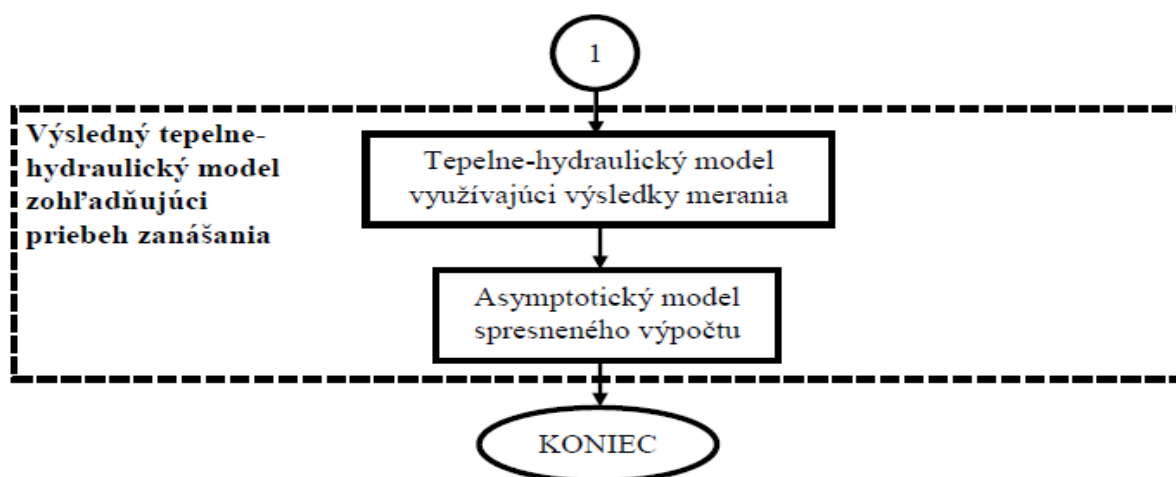 1
Výsledný tepelne-
hydraulický model
zohľadňujúci
priebeh zanášania
Tepelne-hydraulický model
využívajúci výsledky merania
Asymptotický model
spresneného výpočtu
KONIEC